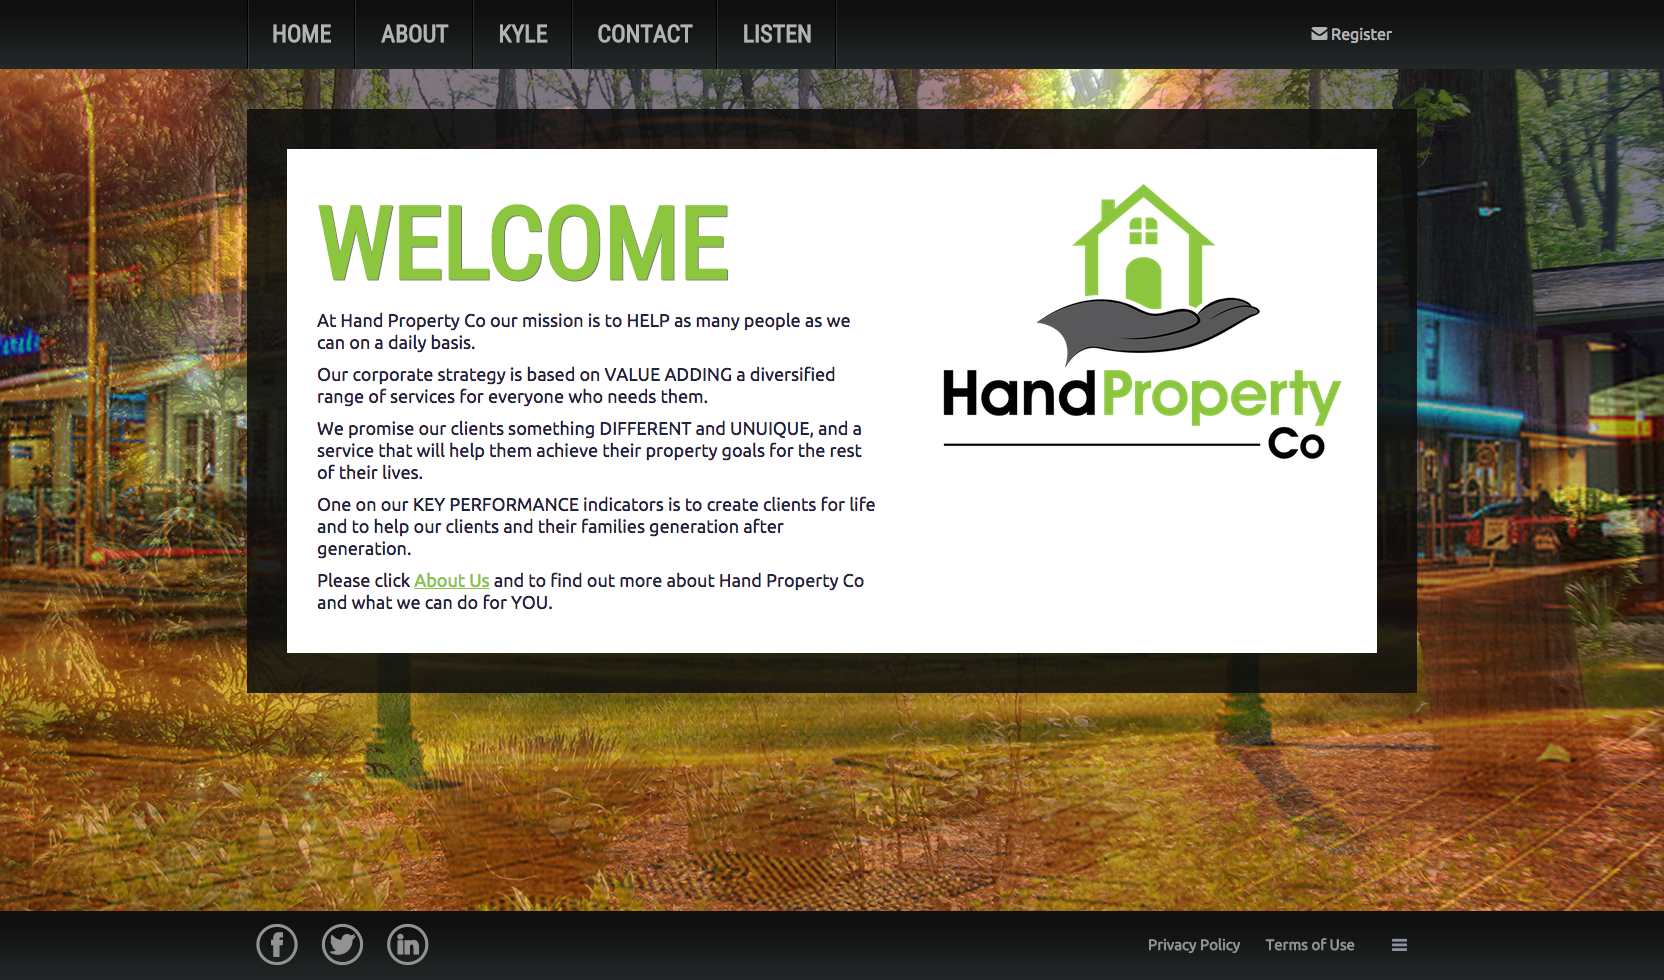 HOME ABOUT KYLE CONTACT LISTEN Register
WELCOME
At Hand Property Co our mission is to HELP as many people as we
can on a daily basis.
Our corporate strategy is based on VALUE ADDING a diversified
range of services for everyone who needs them.
We promise our clients something DIFFERENT and UNUIQUE, and a
service that will help them achieve their property goals for the rest
of their lives.
One on our KEY PERFORMANCE indicators is to create clients for life
and to help our clients and their families generation after
generation.
Please click About Us and to find out more about Hand Property Co
and what we can do for YOU.
HandProperty
Co
Privacy Policy Terms of Use